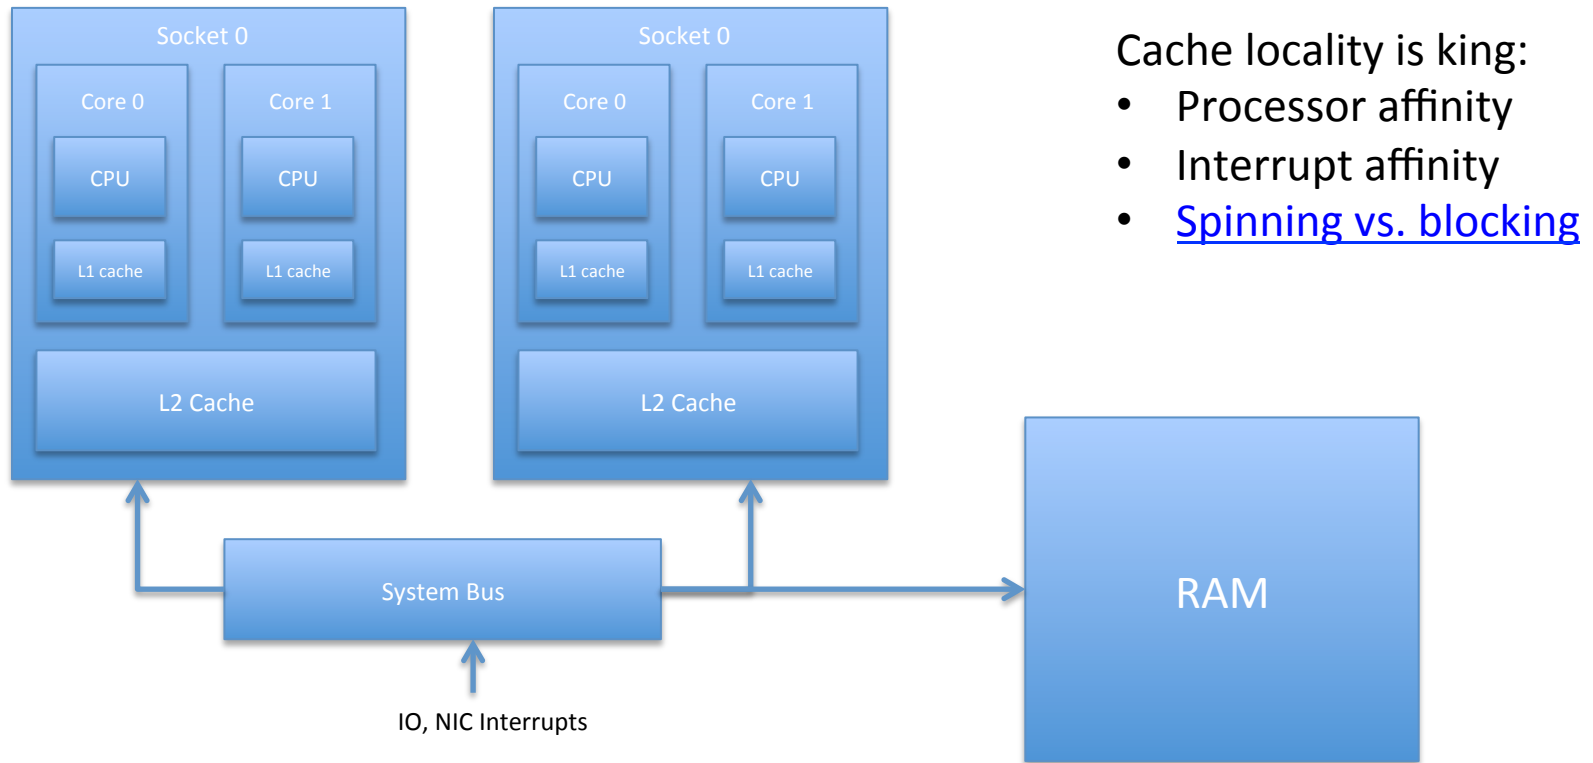 Socket 0
Core 0
CPU
L1 cache
Core 1
CPU
L1 cache
L2 Cache
Socket 0
Core 0
CPU
L1 cache
Core 1
CPU
L1 cache
L2 Cache
Cache locality is king:
• Processor affinity
• Interrupt affinity
• Spinning vs. blocking
System Bus
IO, NIC Interrupts
RAM